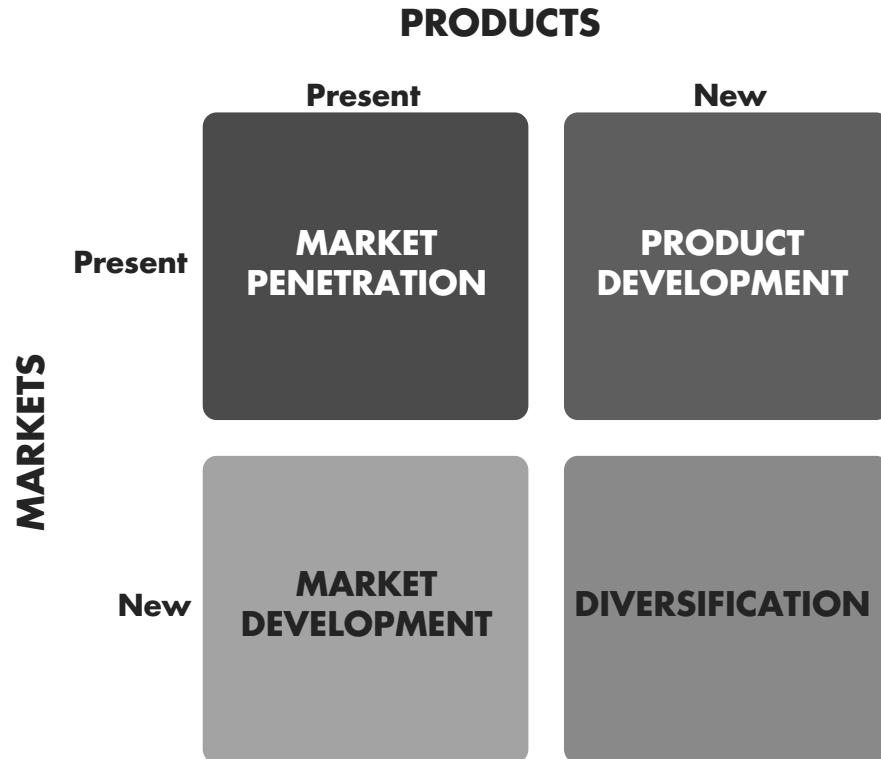 PRODUCTS
Present New
Present
MARKET
PENETRATION
PRODUCT
DEVELOPMENT
MARKETS
New
MARKET
DEVELOPMENT
DIVERSIFICATION